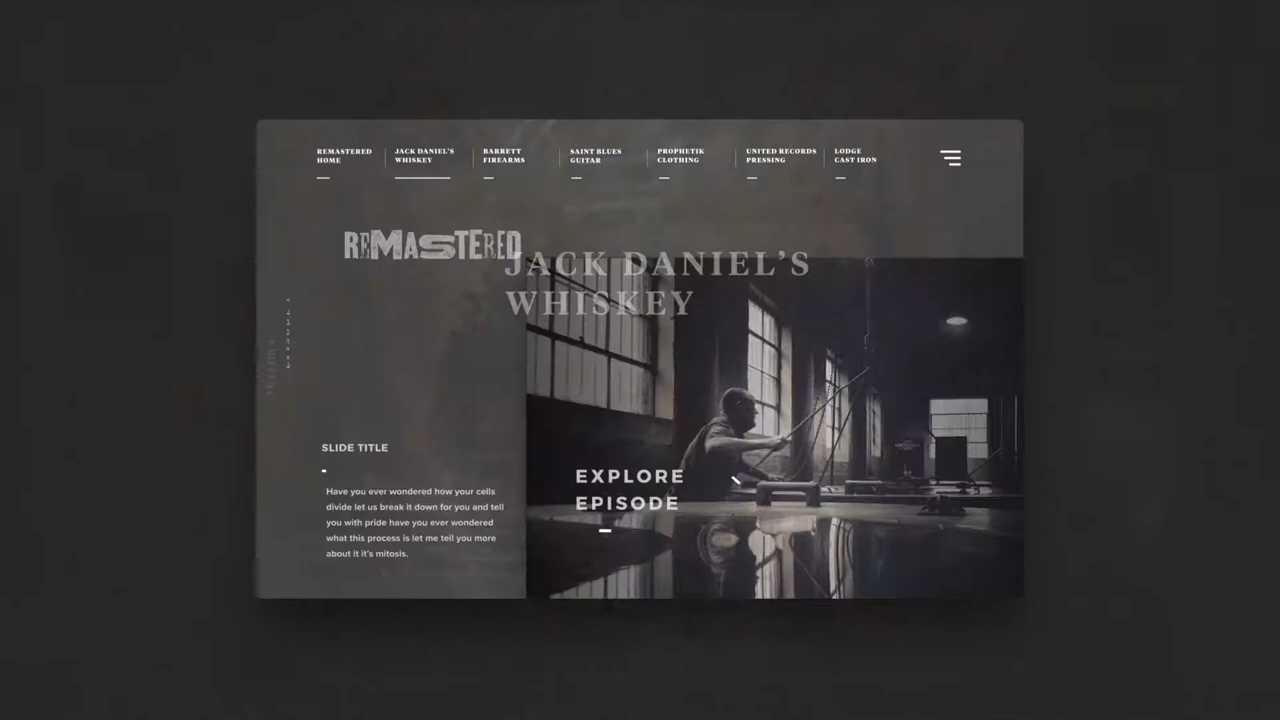 REMASTERED
HOME
JACK DANIEL'S
WHISKEY
BARRETT
FIREARMS
SAINT BLUES
GUITAR
PROPHETIK
CLOTHING
UNITED RECORDS
PRESSING
LODGE
CAST IRON
REMASTERED
JACK DANIEL'S
WHISKEY
SLIDE TITLE
Have you ever wondered how your cells
divide let us break it down for you and tell
you with pride have you ever wondered
what this process is let me tell you more
about it it's mitosis.
EXPLORE
EPISODE